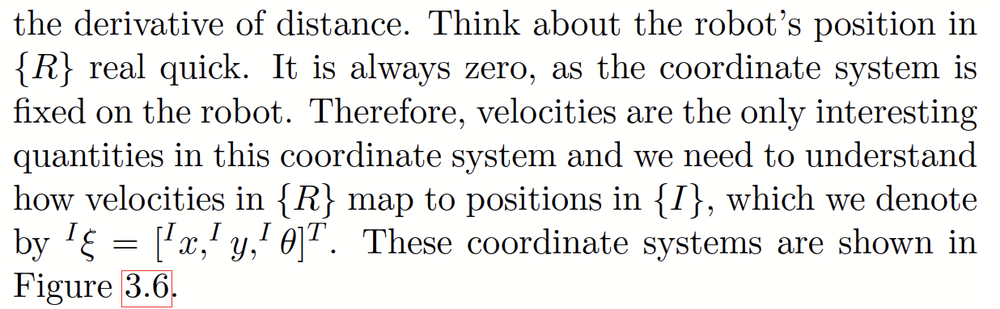 the derivative of distance. Think about the robot's position in
{R} real quick. It is always zero, as the coordinate system is
fixed on the robot. Therefore, velocities are the only interesting
quantities in this coordinate system and we need to understand
how velocities in {R} map to positions in {I}, which we denote
by ᴵξ = [ᴵx,ᴵ y,ᴵ θ]ᵀ. These coordinate systems are shown in
Figure 3.6.